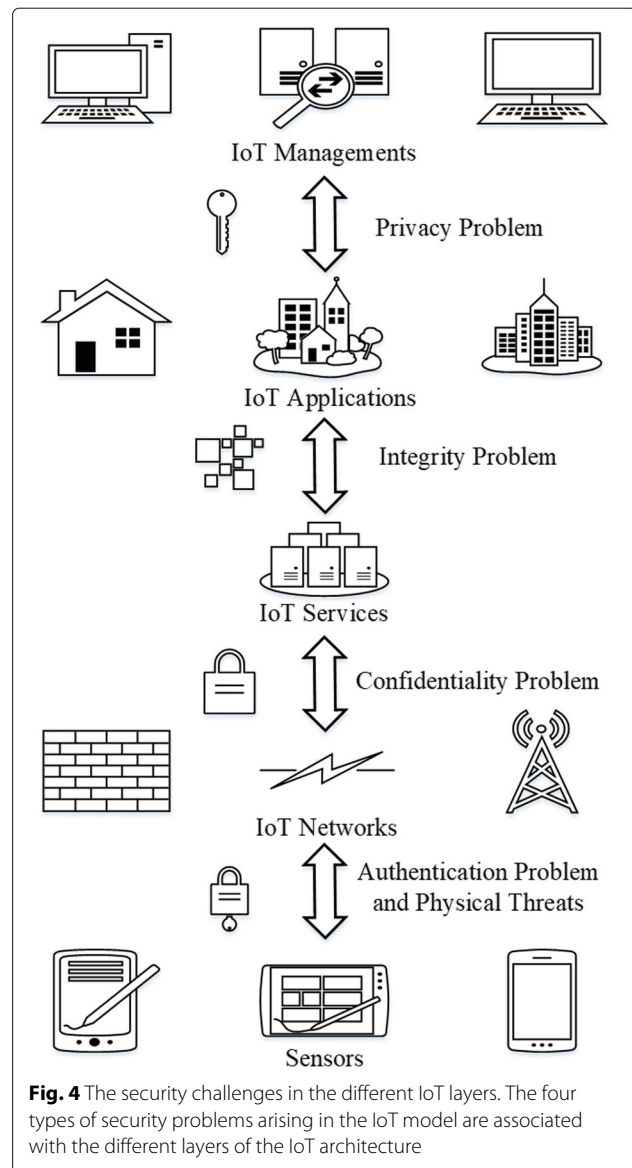 IoT Managements
Privacy Problem
IoT Applications
Integrity Problem
IoT Services
Confidentiality Problem
IoT Networks
Authentication Problem
and Physical Threats
Sensors
Fig. 4 The security challenges in the different IoT layers. The four
types of security problems arising in the IoT model are associated
with the different layers of the IoT architecture